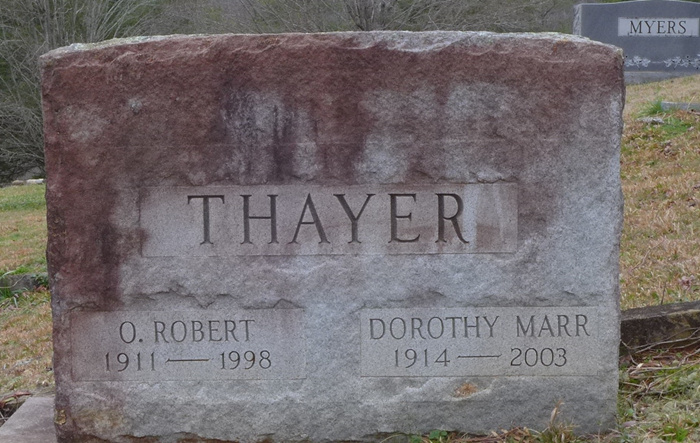 MYERS
THAYER
O. ROBERT
1911 — 1998
DOROTHY MARR
1914 — 2003